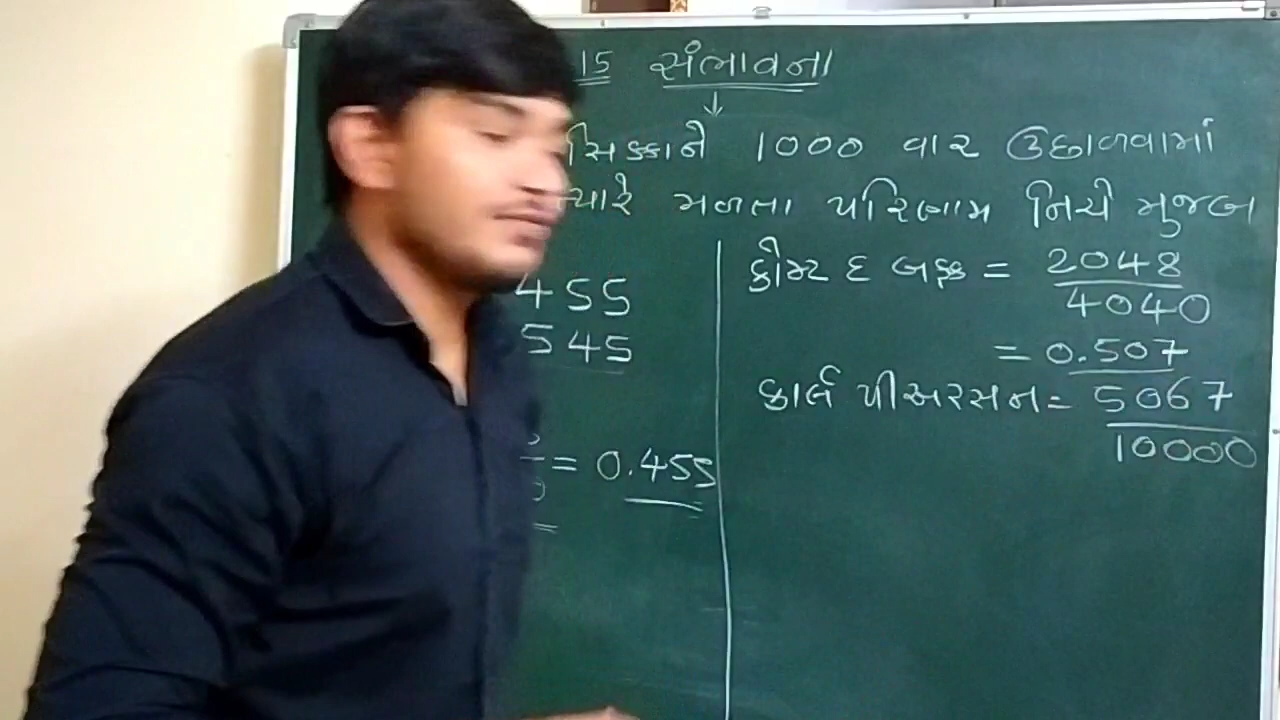 15 સંભાવના
સિક્કાને 1000 વાર ઉછાળવામાં
મળતા પરિણામ નિચે મુજબ
455
545
= 0.455
કોમ્ટ દ બફ્ફ = 2048
4040
= 0.507
કાર્લ પીઅરસન = 5067
10000